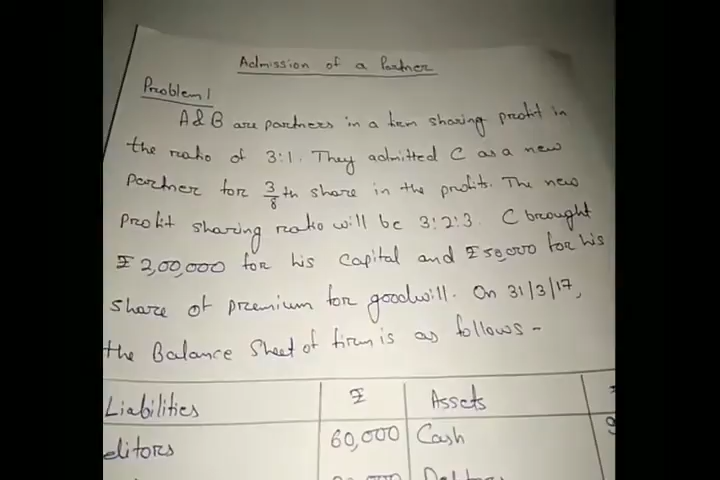 Admission of a Partner
Problem 1
A & B are partners in a firm sharing profit in
the ratio of 3:1. They admitted C as a new
Partner for 3/8 th share in the profits. The new
Profit sharing ratio will be 3:2:3. C brought
₹ 2,00,000 for his capital and ₹ 50,000 for his
share of premium for goodwill. On 31/3/17,
the Balance Sheet of firm is as follows -
Liabilities ₹ Assets
editors 60,000 Cash